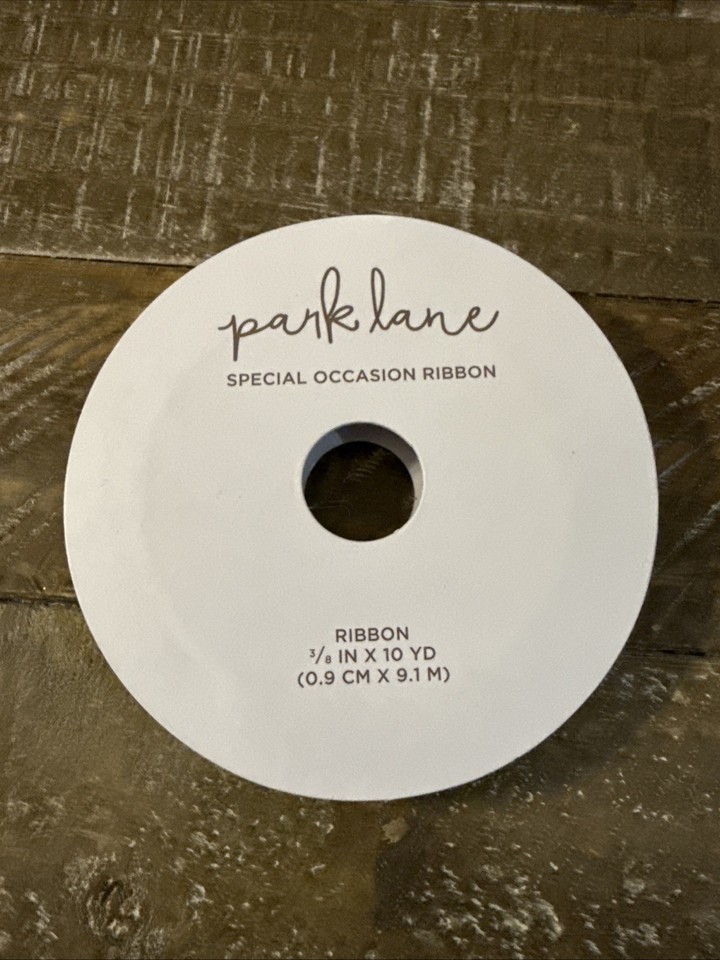 park lane
SPECIAL OCCASION RIBBON
RIBBON
3/8 IN X 10 YD
(0.9 CM X 9.1 M)